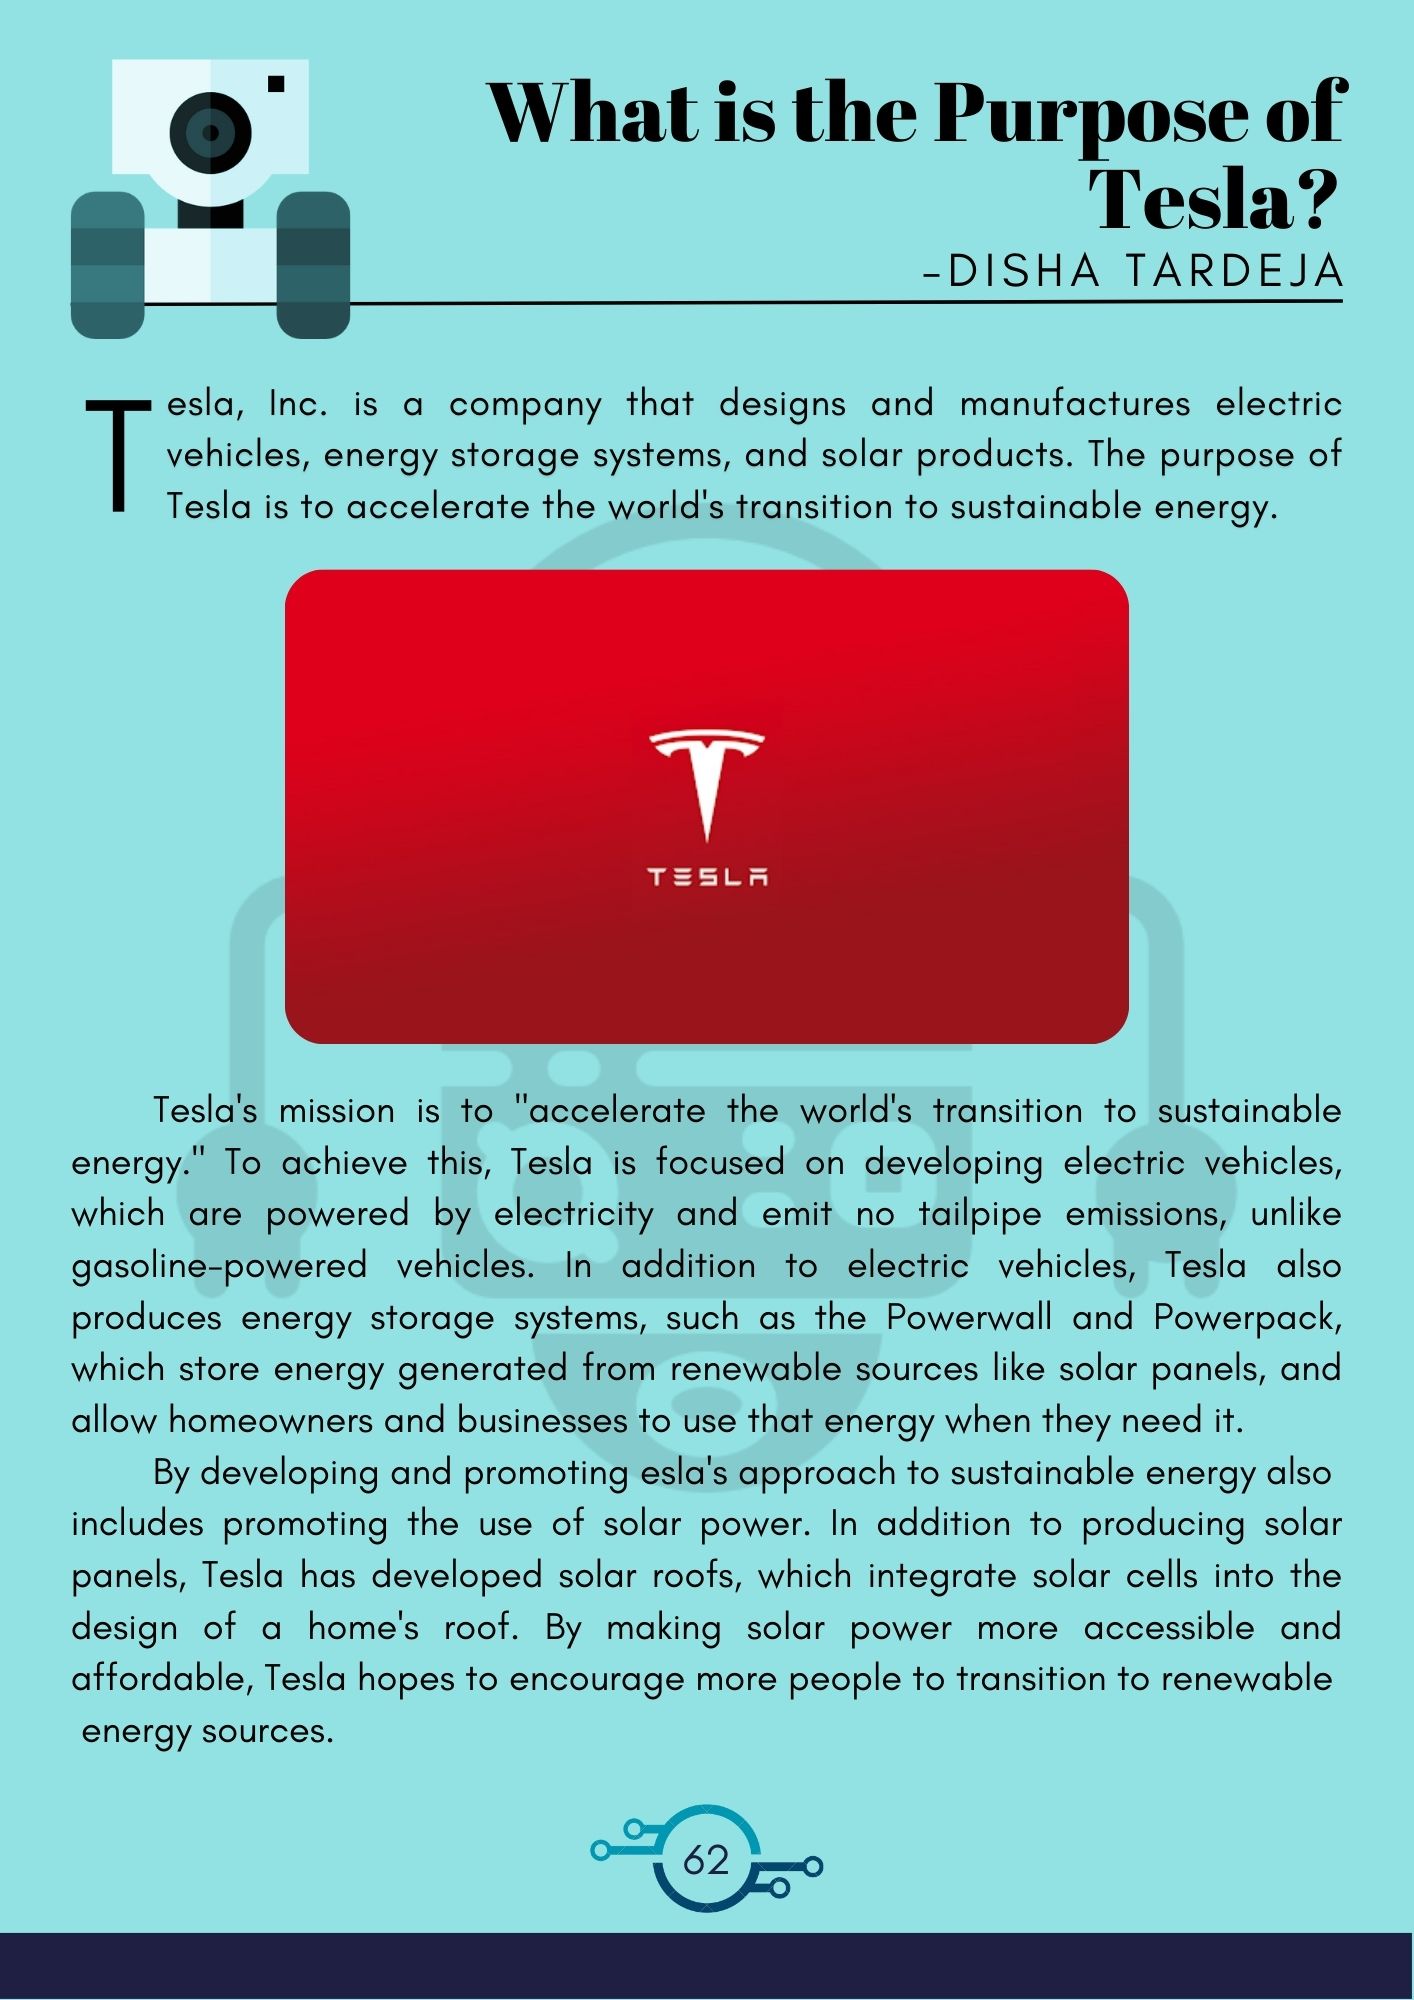 What is the Purpose of
Tesla?
-DISHA TARDEJA
Tesla, Inc. is a company that designs and manufactures electric
vehicles, energy storage systems, and solar products. The purpose of
Tesla is to accelerate the world's transition to sustainable energy.
TESLA
Tesla's mission is to "accelerate the world's transition to sustainable
energy." To achieve this, Tesla is focused on developing electric vehicles,
which are powered by electricity and emit no tailpipe emissions, unlike
gasoline-powered vehicles. In addition to electric vehicles, Tesla also
produces energy storage systems, such as the Powerwall and Powerpack,
which store energy generated from renewable sources like solar panels, and
allow homeowners and businesses to use that energy when they need it.
By developing and promoting esla's approach to sustainable energy also
includes promoting the use of solar power. In addition to producing solar
panels, Tesla has developed solar roofs, which integrate solar cells into the
design of a home's roof. By making solar power more accessible and
affordable, Tesla hopes to encourage more people to transition to renewable
energy sources.
62